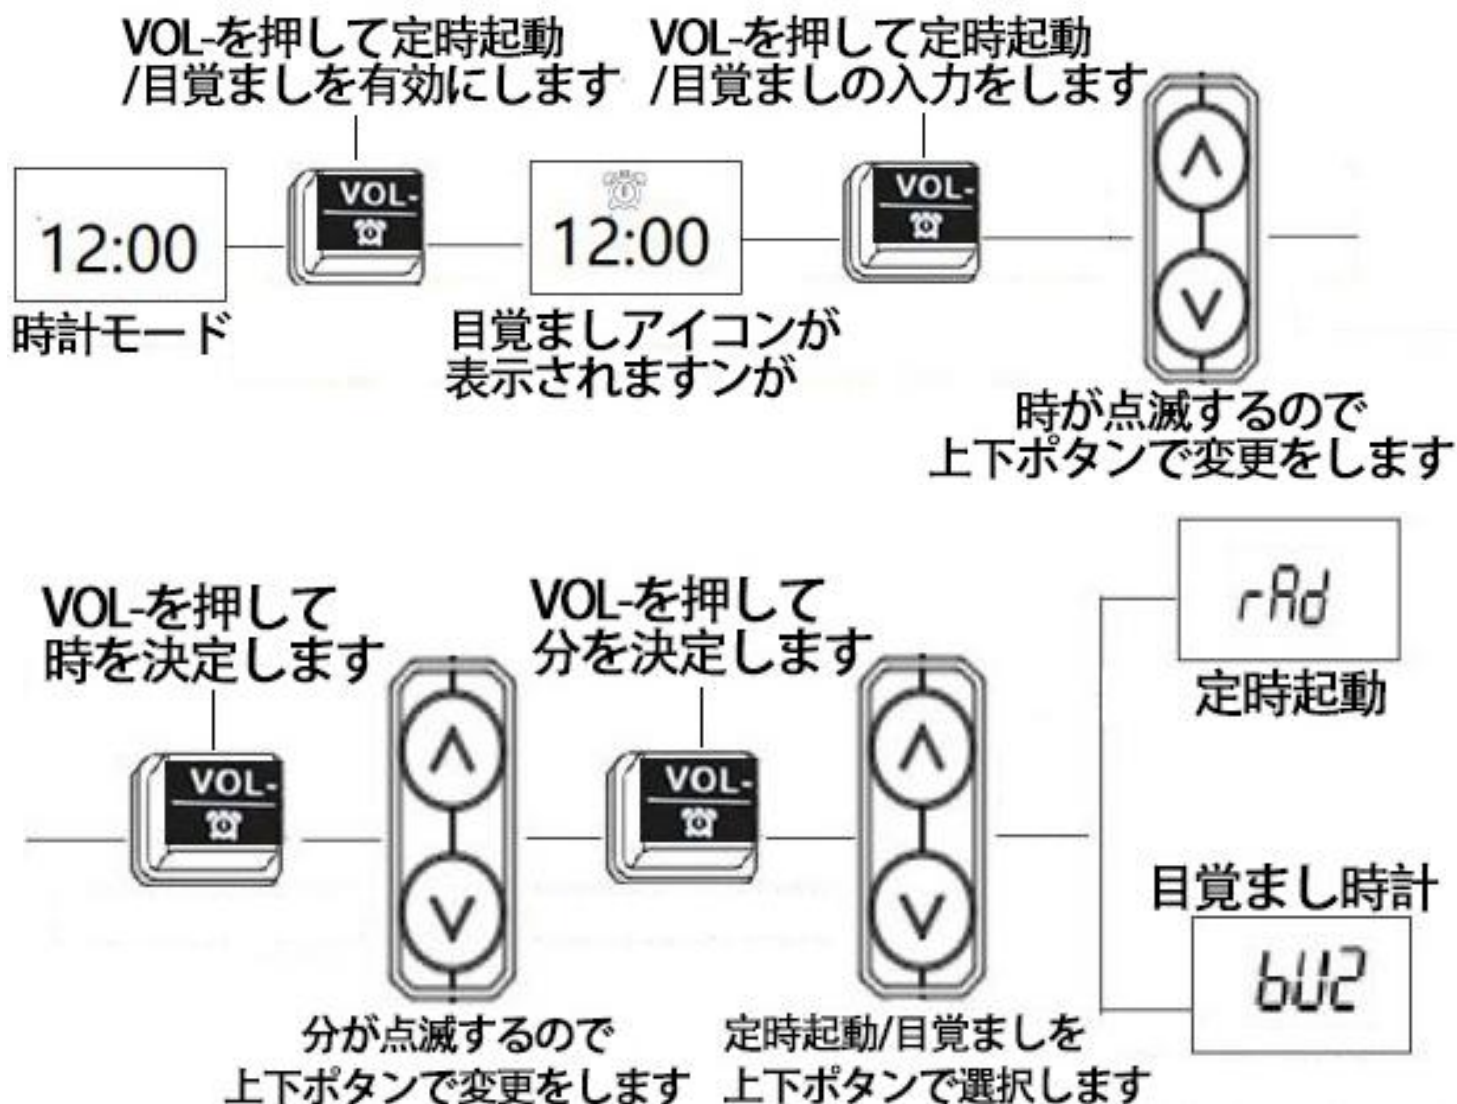 VOL-を押して定時起動
/目覚ましを有効にします
VOL-を押して定時起動
/目覚ましの入力をします
12:00
VOL-
12:00
VOL-
∧
∨
時計モード
目覚ましアイコンが
表示されますンが
時が点滅するので
上下ポタンで変更をします
VOL-を押して
時を決定します
VOL-を押して
分を決定します
rAd
定時起動
VOL-
∧
∨
VOL-
∧
∨
目覚まし時計
bUZ
分が点滅するので
上下ポタンで変更をします
定時起動/目覚ましを
上下ポタンで選択します